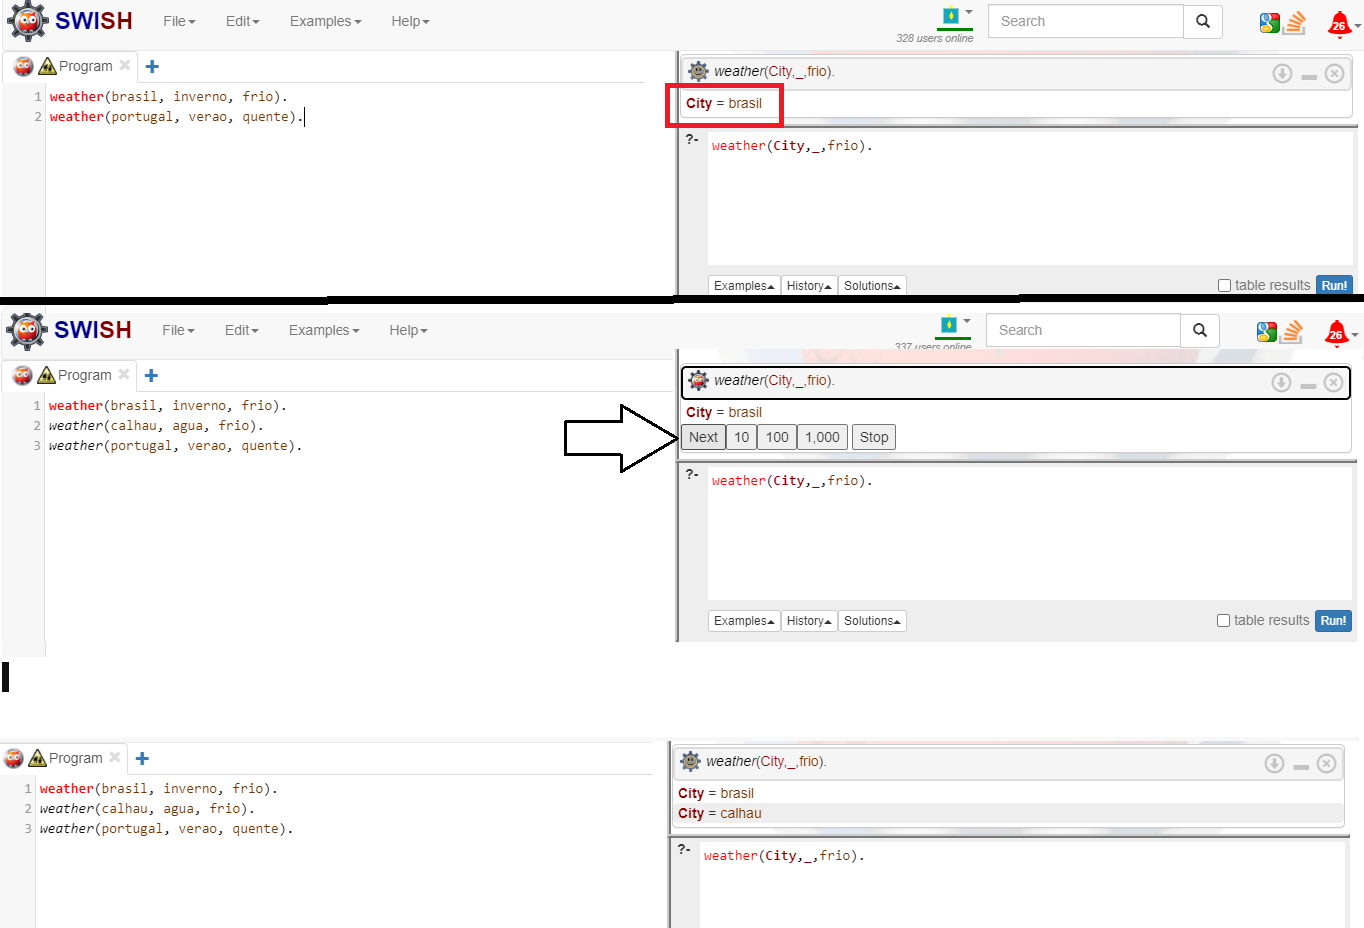 SWISH File Edit Examples Help 328 users online Search 26
Program
1 weather(brasil, inverno, frio).
2 weather(portugal, verao, quente).
weather(City,_,frio).
City = brasil
?- weather(City,_,frio).
Examples History Solutions table results Run!
SWISH File Edit Examples Help 337 users online Search 26
Program
1 weather(brasil, inverno, frio).
2 weather(calhau, agua, frio).
3 weather(portugal, verao, quente).
weather(City,_,frio).
City = brasil
Next 10 100 1,000 Stop
?- weather(City,_,frio).
Examples History Solutions table results Run!
Program
1 weather(brasil, inverno, frio).
2 weather(calhau, agua, frio).
3 weather(portugal, verao, quente).
weather(City,_,frio).
City = brasil
City = calhau
?- weather(City,_,frio).